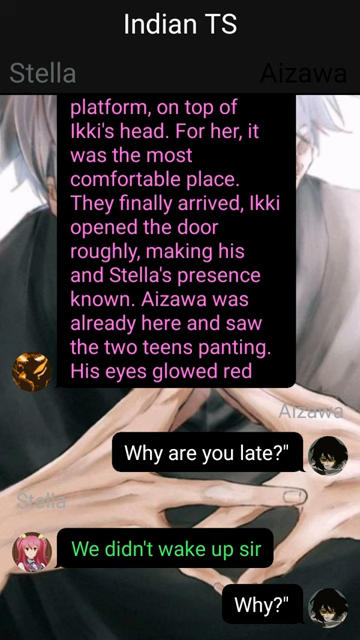 Indian TS
Stella
Aizawa
platform, on top of
Ikki's head. For her, it
was the most
comfortable place.
They finally arrived, Ikki
opened the door
roughly, making his
and Stella's presence
known. Aizawa was
already here and saw
the two teens panting.
His eyes glowed red
Aizawa
Why are you late?"
Stella
We didn't wake up sir
Why?"